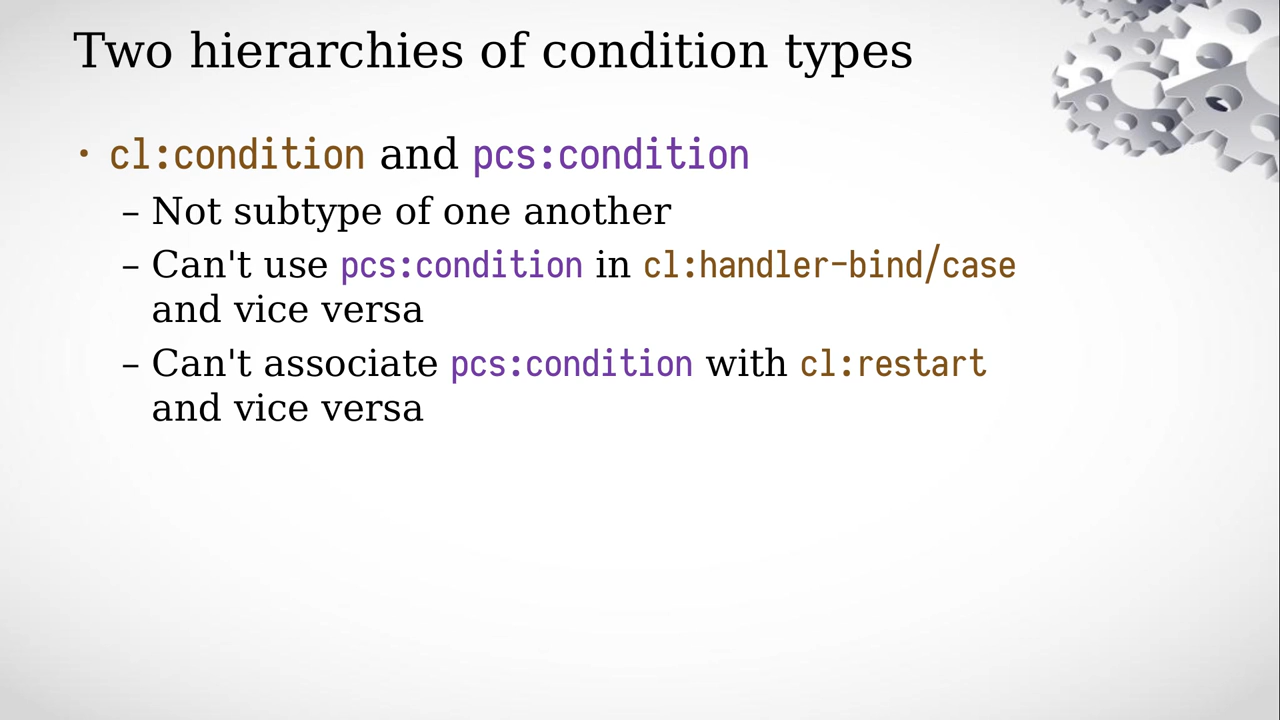 Two hierarchies of condition types
• cl:condition and pcs:condition
– Not subtype of one another
– Can't use pcs:condition in cl:handler-bind/case
and vice versa
– Can't associate pcs:condition with cl:restart
and vice versa